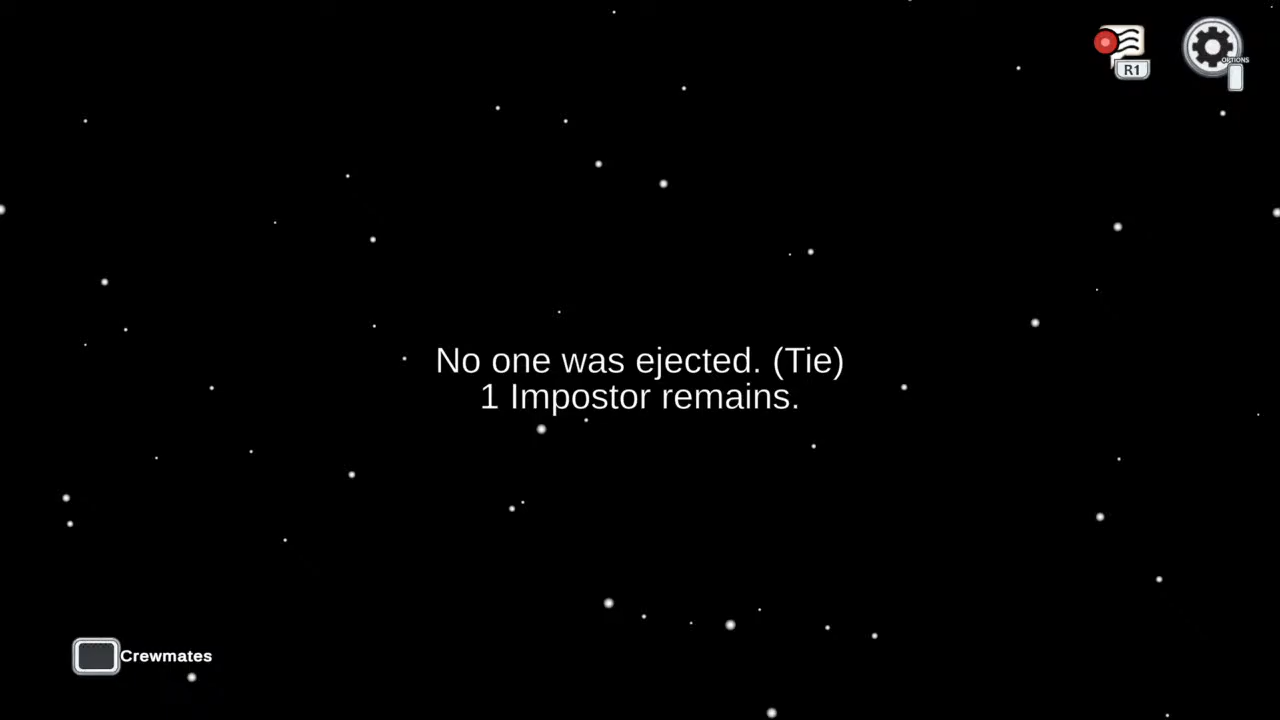 R1
OPTIONS
No one was ejected. (Tie)
1 Impostor remains.
Crewmates